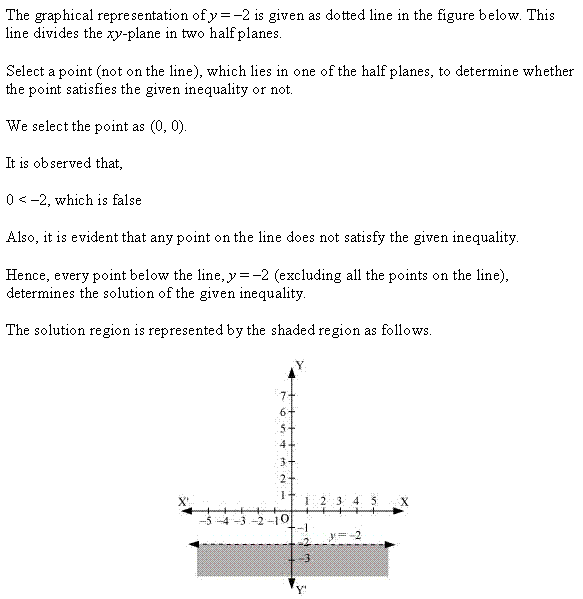 The graphical representation of y = −2 is given as dotted line in the figure below. This
line divides the xy-plane in two half planes.
Select a point (not on the line), which lies in one of the half planes, to determine whether
the point satisfies the given inequality or not.
We select the point as (0, 0).
It is observed that,
0 < −2, which is false
Also, it is evident that any point on the line does not satisfy the given inequality.
Hence, every point below the line, y = −2 (excluding all the points on the line),
determines the solution of the given inequality.
The solution region is represented by the shaded region as follows.
Y
7
6
5
4
3
2
1
X' 1 2 3 4 5 X
−5 −4 −3 −2 −1 O
−1
−2 y = −2
−3
Y'